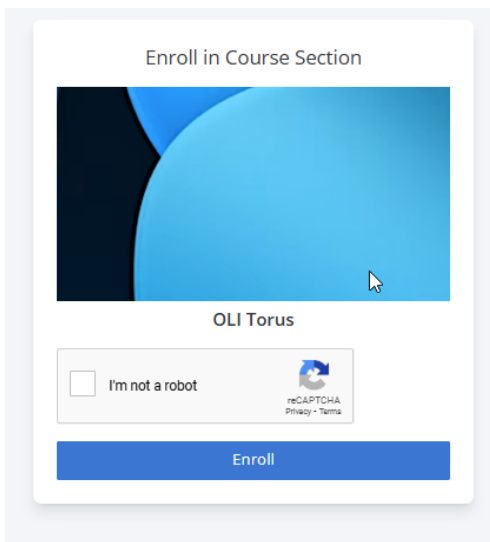 Enroll in Course Section
OLI Torus
I'm not a robot
reCAPTCHA
Privacy - Terms
Enroll